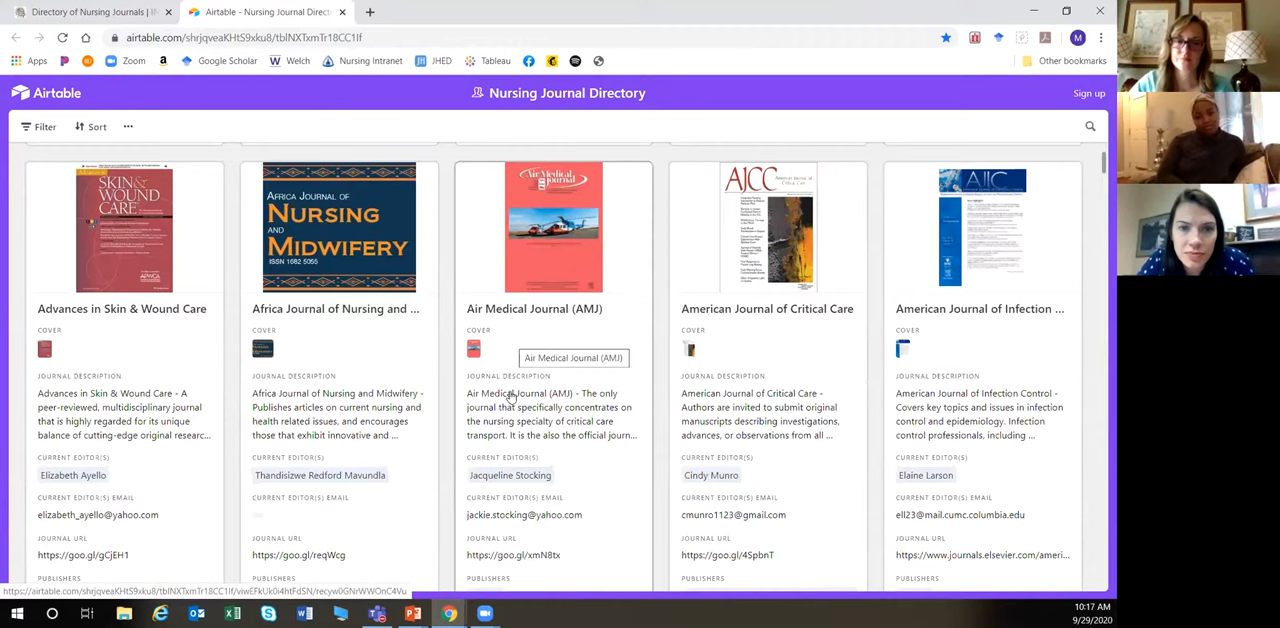 Directory of Nursing Journals | I
Airtable - Nursing Journal Direct
airtable.com/shrjqveaKHtS9xku8/tblNXTxmTr18CC1If
M
Apps
Zoom
Google Scholar
Welch
Nursing Intranet
JHED
Tableau
Other bookmarks
Airtable
Nursing Journal Directory
Sign up
Filter
Sort
SKIN& WOUND CARE
AFRICA JOURNAL OF
NURSING
AND
MIDWIFERY
ISSN 1682 5055
Air Medical Journal
AJCC
AJIC
Advances in Skin & Wound Care
Africa Journal of Nursing and ...
Air Medical Journal (AMJ)
American Journal of Critical Care
American Journal of Infection ...
COVER
COVER
COVER
COVER
COVER
Air Medical Journal (AMJ)
JOURNAL DESCRIPTION
JOURNAL DESCRIPTION
JOURNAL DESCRIPTION
JOURNAL DESCRIPTION
JOURNAL DESCRIPTION
Advances in Skin & Wound Care - A
peer-reviewed, multidisciplinary journal
that is highly regarded for its unique
balance of cutting-edge original researc...
Africa Journal of Nursing and Midwifery -
Publishes articles on current nursing and
health related issues, and encourages
those that exhibit innovative and ...
Air Medical Journal (AMJ) - The only
journal that specifically concentrates on
the nursing specialty of critical care
transport. It is the also the official journ...
American Journal of Critical Care -
Authors are invited to submit original
manuscripts describing investigations,
advances, or observations from all ...
American Journal of Infection Control -
Covers key topics and issues in infection
control and epidemiology. Infection
control professionals, including ...
CURRENT EDITOR(S)
CURRENT EDITOR(S)
CURRENT EDITOR(S)
CURRENT EDITOR(S)
CURRENT EDITOR(S)
Elizabeth Ayello
Thandisizwe Redford Mavundla
Jacqueline Stocking
Cindy Munro
Elaine Larson
CURRENT EDITOR(S) EMAIL
CURRENT EDITOR(S) EMAIL
CURRENT EDITOR(S) EMAIL
CURRENT EDITOR(S) EMAIL
CURRENT EDITOR(S) EMAIL
elizabeth_ayello@yahoo.com
jackie.stocking@yahoo.com
cmunro1123@gmail.com
ell23@mail.cumc.columbia.edu
JOURNAL URL
JOURNAL URL
JOURNAL URL
JOURNAL URL
JOURNAL URL
https://goo.gl/gCjEH1
https://goo.gl/reqWcg
https://goo.gl/xmN8tx
https://goo.gl/4SpbnT
https://www.journals.elsevier.com/ameri...
PUBLISHERS
PUBLISHERS
PUBLISHERS
PUBLISHERS
PUBLISHERS
https://airtable.com/shrjqveaKHtS9xku8/tblNXTxmTr18CC1If/viwEFkUk0i4htFdSN/recyw0GNrWWOnC4Vu
10:17 AM
9/29/2020